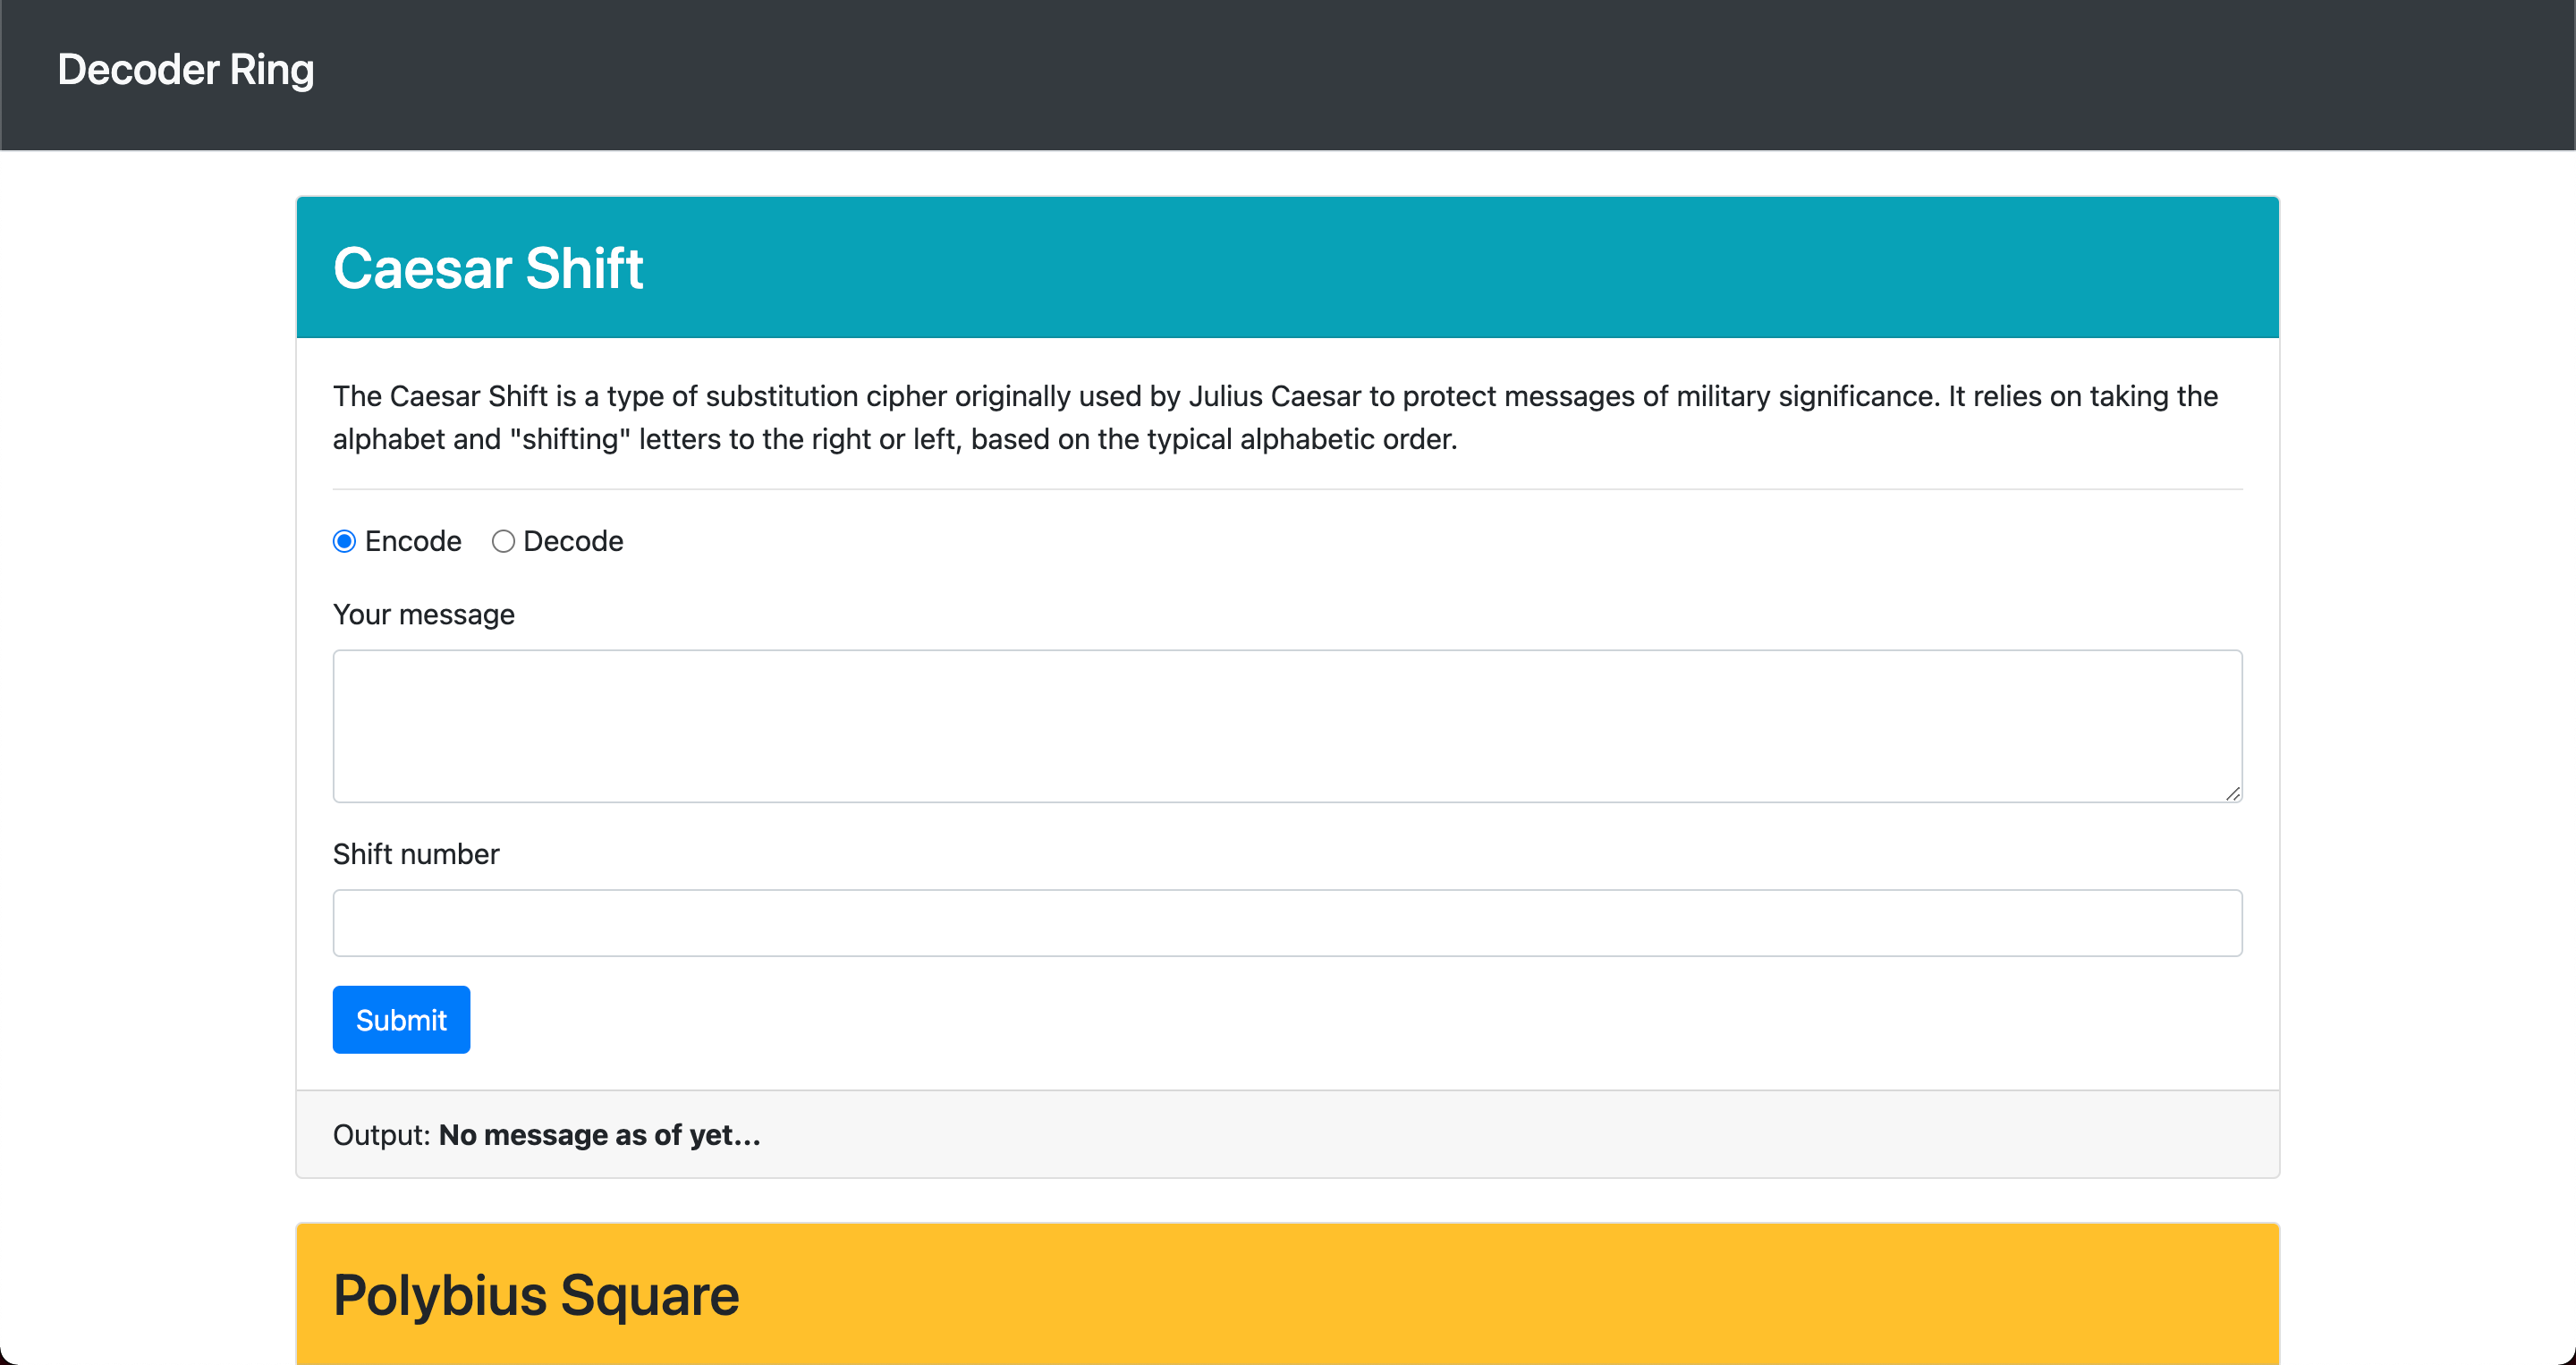 Decoder Ring
Caesar Shift
The Caesar Shift is a type of substitution cipher originally used by Julius Caesar to protect messages of military significance. It relies on taking the
alphabet and "shifting" letters to the right or left, based on the typical alphabetic order.
Encode Decode
Your message
Shift number
Submit
Output: No message as of yet...
Polybius Square